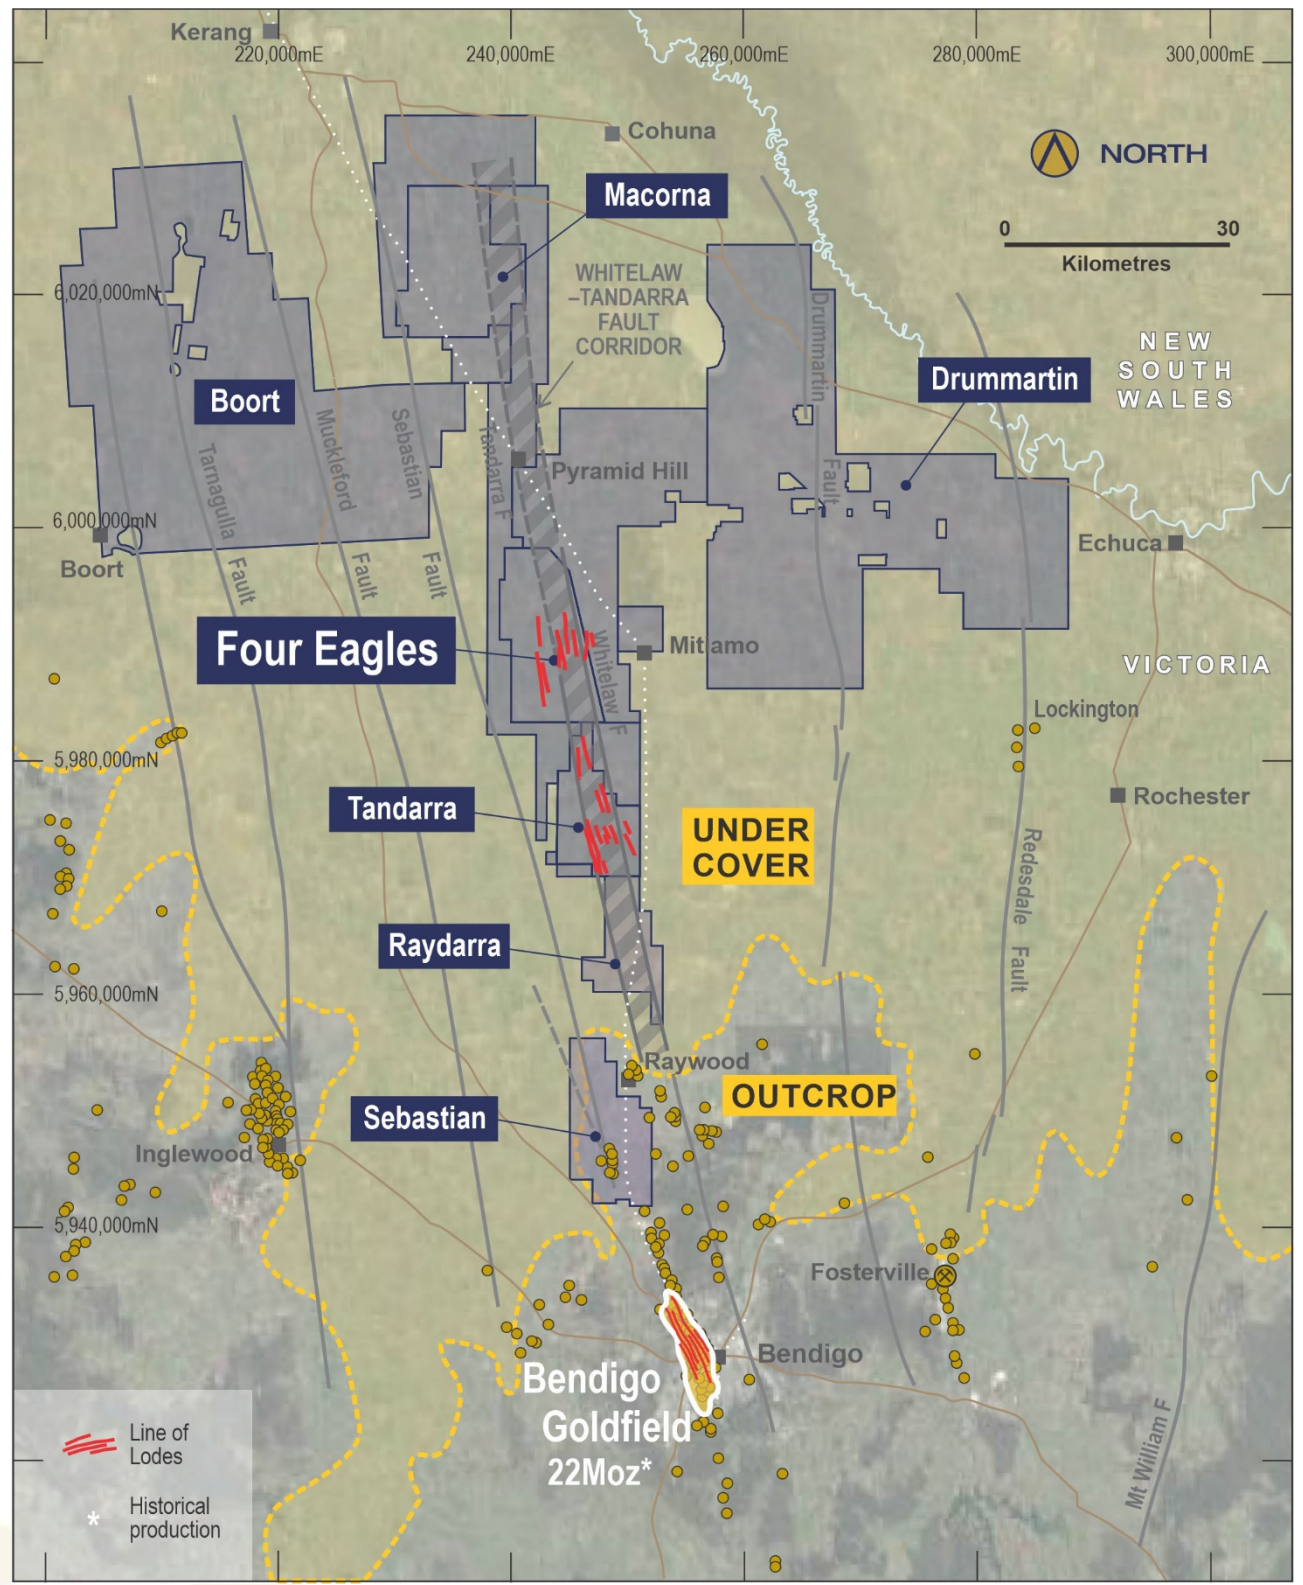 Kerang
220,000mE
240,000mE
260,000mE
280,000mE
300,000mE
Cohuna
NORTH
Macorna
0 30
Kilometres
WHITELAW
–TANDARRA
FAULT
CORRIDOR
6,020,000mN
Drummartin
Fault
NEW
SOUTH
WALES
Drummartin
Boort
Muckleford
Fault
Sebastian
Fault
Tarnagulla
Fault
Tandarra F
Pyramid Hill
6,000,000mN
Boort
Echuca
Four Eagles
Whitelaw F
Mitiamo
VICTORIA
Lockington
5,980,000mN
Tandarra
UNDER
COVER
Rochester
Redesdale
Fault
Raydarra
5,960,000mN
Raywood
OUTCROP
Sebastian
Inglewood
5,940,000mN
Fosterville
Bendigo
Bendigo
Goldfield
22Moz*
Mt William F
Line of
Lodes
* Historical
production